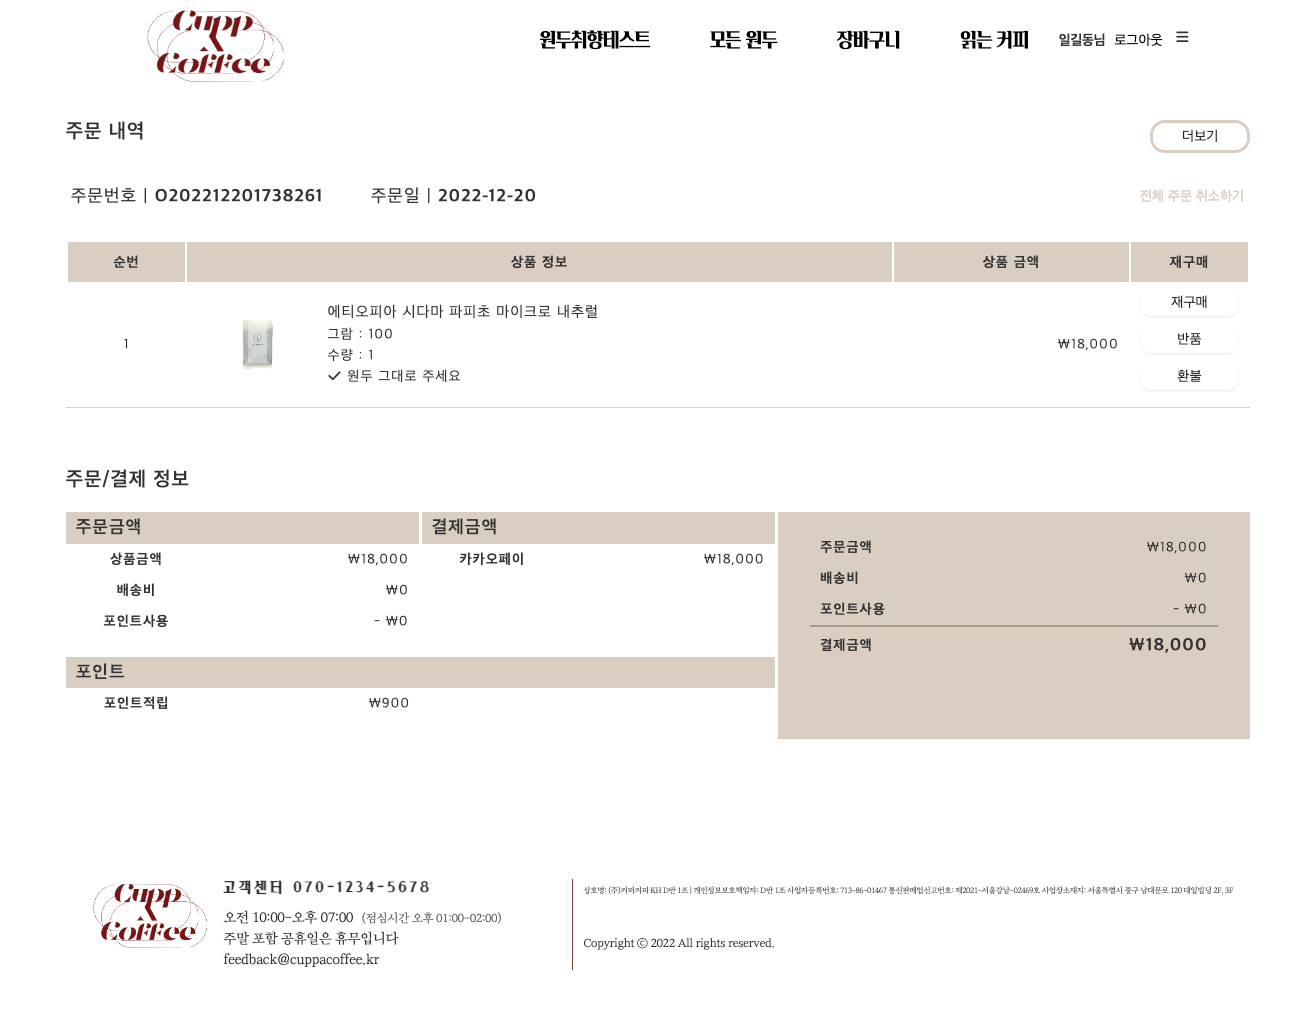 Cupp A Coffee
원두취향테스트 모든 원두 장바구니 읽는 커피 일길동님 로그아웃
주문 내역
더보기
주문번호 | O202212201738261 주문일 | 2022-12-20 전체 주문 취소하기
순번 상품 정보 상품 금액 재구매
1
에티오피아 시다마 파피초 마이크로 내추럴
그람 : 100
수량 : 1
원두 그대로 주세요
₩18,000
재구매
반품
환불
주문/결제 정보
주문금액
상품금액 ₩18,000
배송비 ₩0
포인트사용 - ₩0
결제금액
카카오페이 ₩18,000
포인트
포인트적립 ₩900
주문금액 ₩18,000
배송비 ₩0
포인트사용 - ₩0
결제금액 ₩18,000
Cupp A Coffee
고객센터 070-1234-5678
오전 10:00-오후 07:00 (점심시간 오후 01:00-02:00)
주말 포함 공휴일은 휴무입니다
feedback@cuppacoffee.kr
상호명: (주)커퍼커피 KH D반 1조 | 개인정보보호책임자: D반 1조 사업자등록번호: 713-86-01467 통신판매업신고번호: 제2021-서울강남-02469호 사업장소재지: 서울특별시 중구 남대문로 120 대일빌딩 2F, 3F
Copyright ⓒ 2022 All rights reserved.